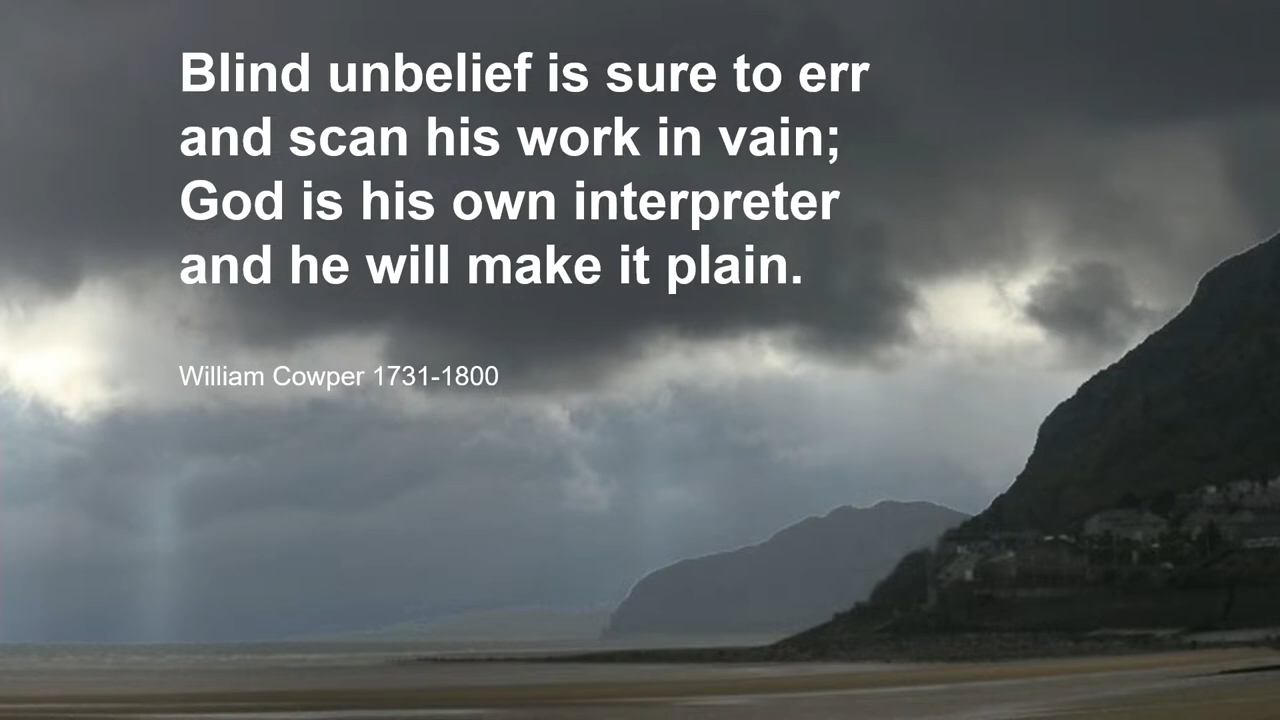 Blind unbelief is sure to err
and scan his work in vain;
God is his own interpreter
and he will make it plain.
William Cowper 1731-1800